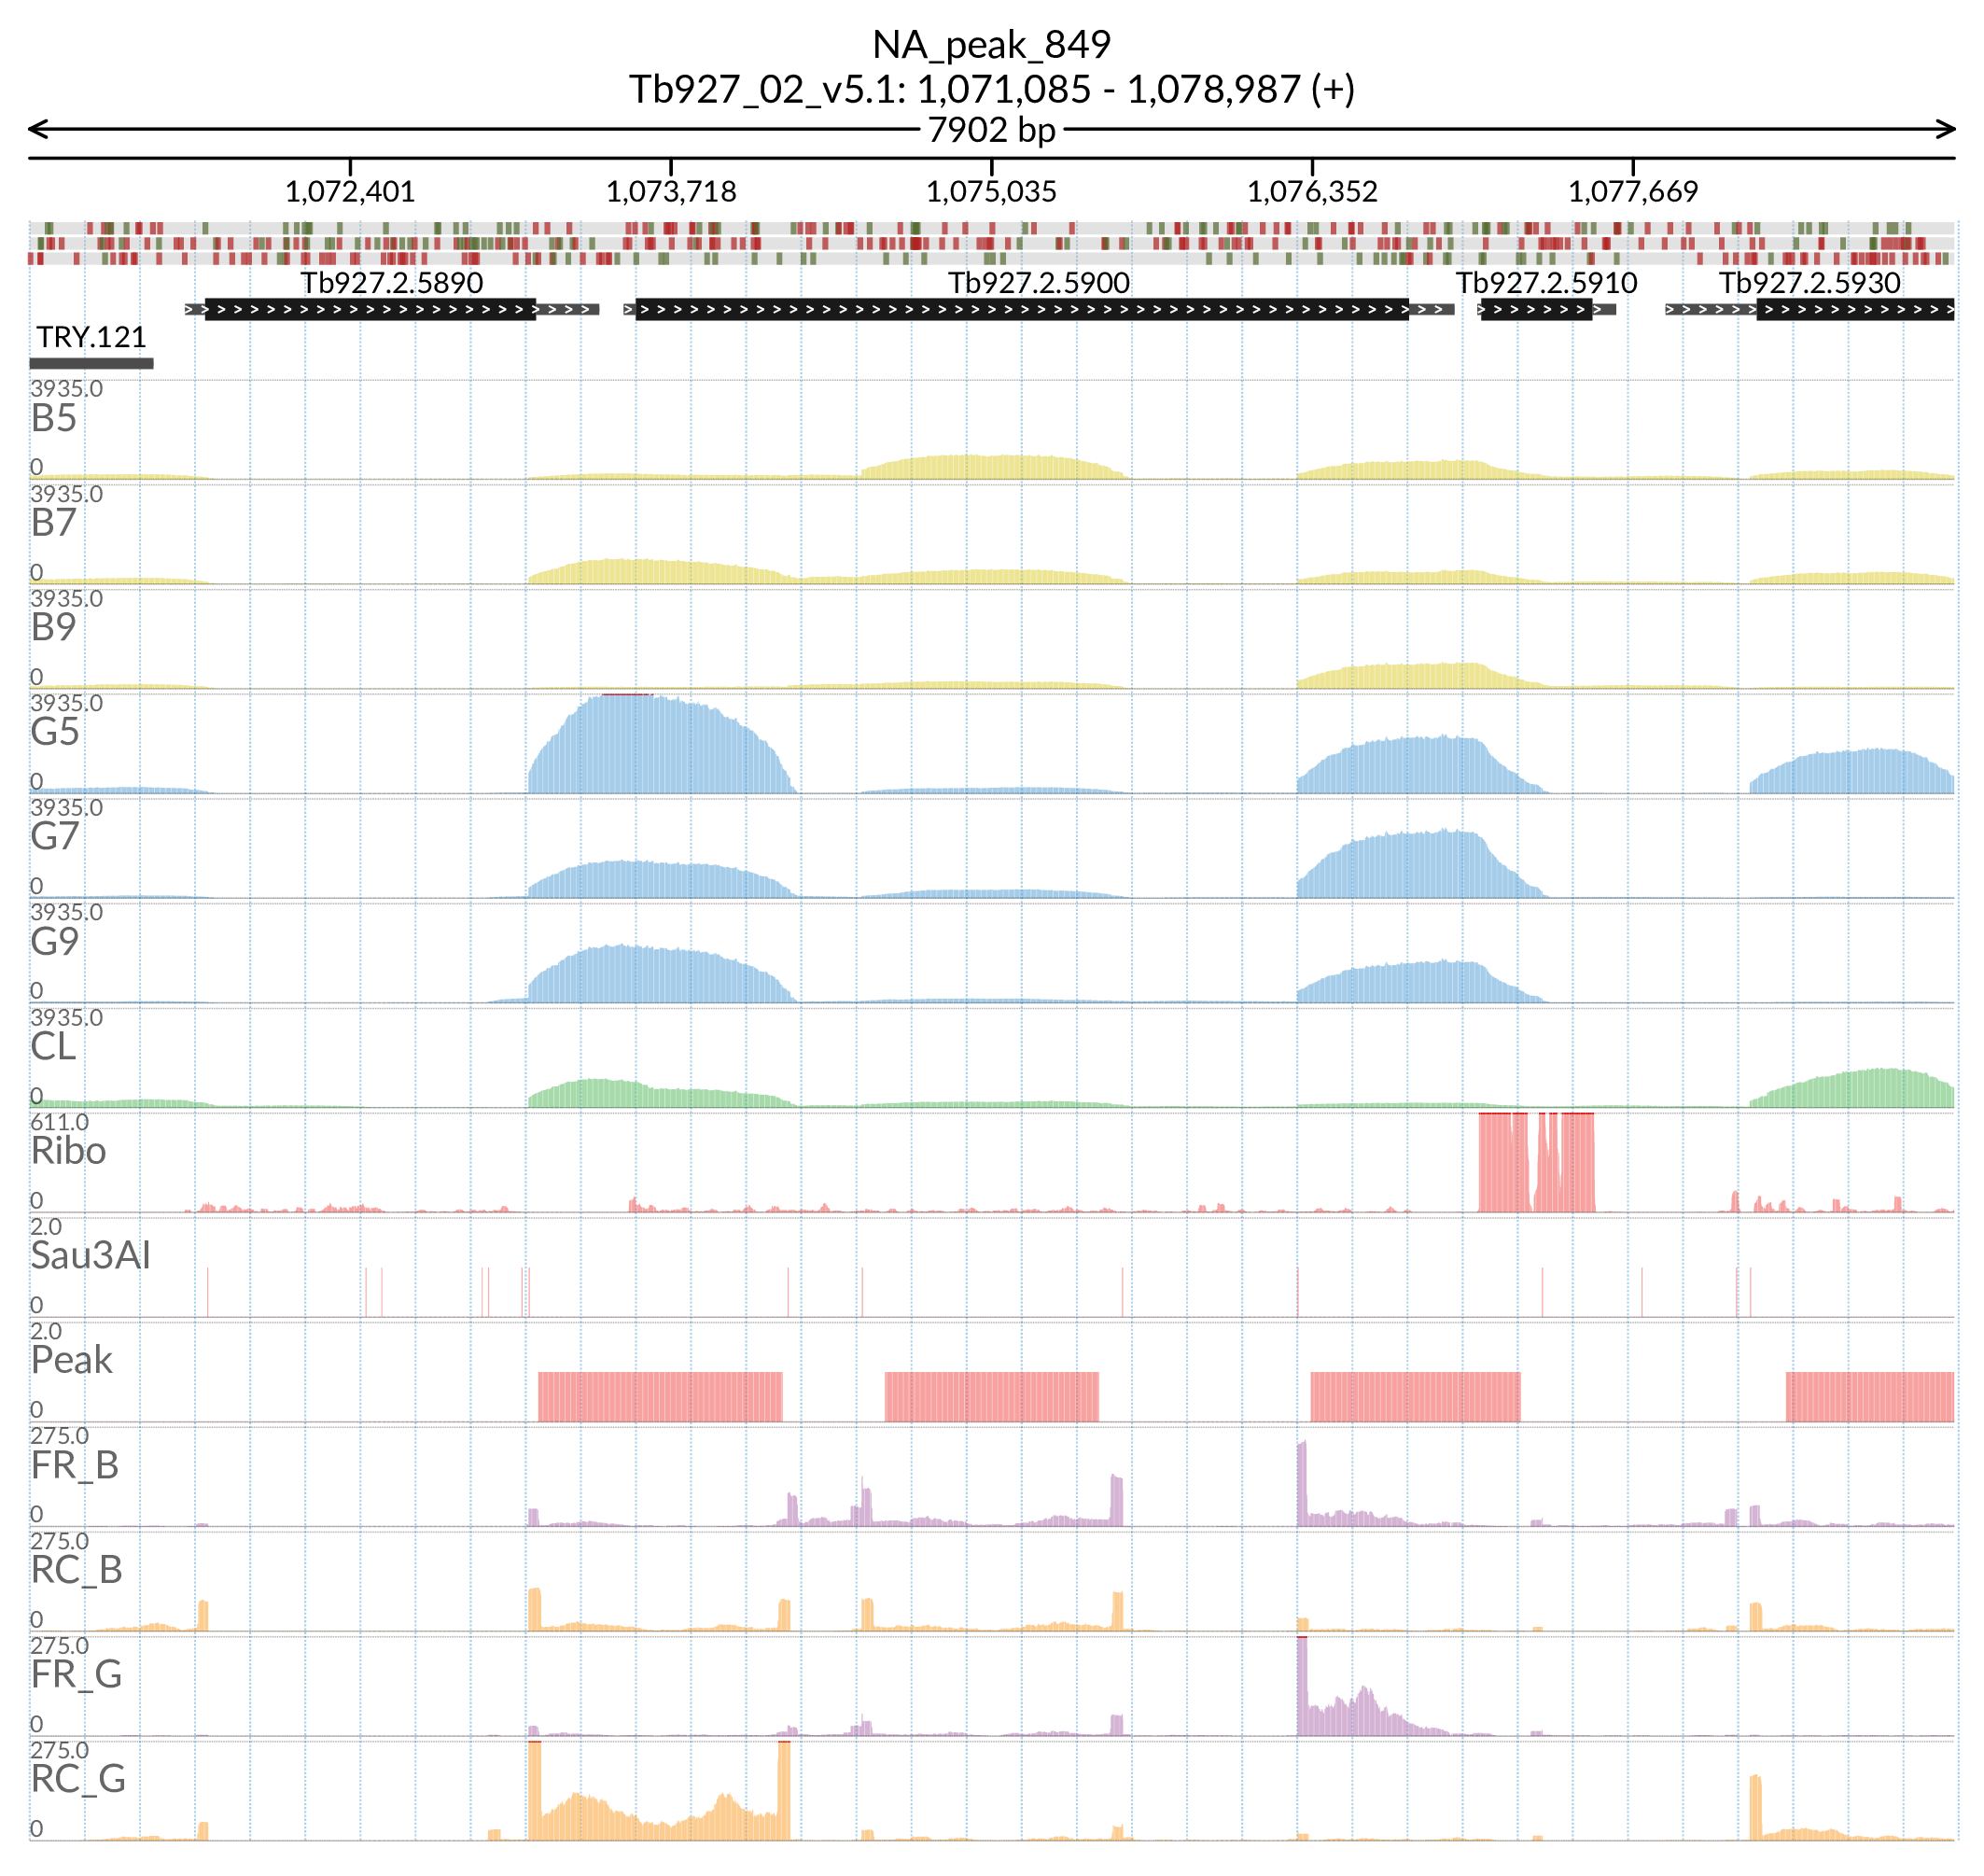 NA_peak_849
Tb927_02_v5.1: 1,071,085 - 1,078,987 (+)
7902 bp
1,072,401 1,073,718 1,075,035 1,076,352 1,077,669
Tb927.2.5890 Tb927.2.5900 Tb927.2.5910 Tb927.2.5930
TRY.121
3935.0
B5
0
3935.0
B7
0
3935.0
B9
0
3935.0
G5
0
3935.0
G7
0
3935.0
G9
0
3935.0
CL
0
611.0
Ribo
0
2.0
Sau3AI
0
2.0
Peak
0
275.0
FR_B
0
275.0
RC_B
0
275.0
FR_G
0
275.0
RC_G
0